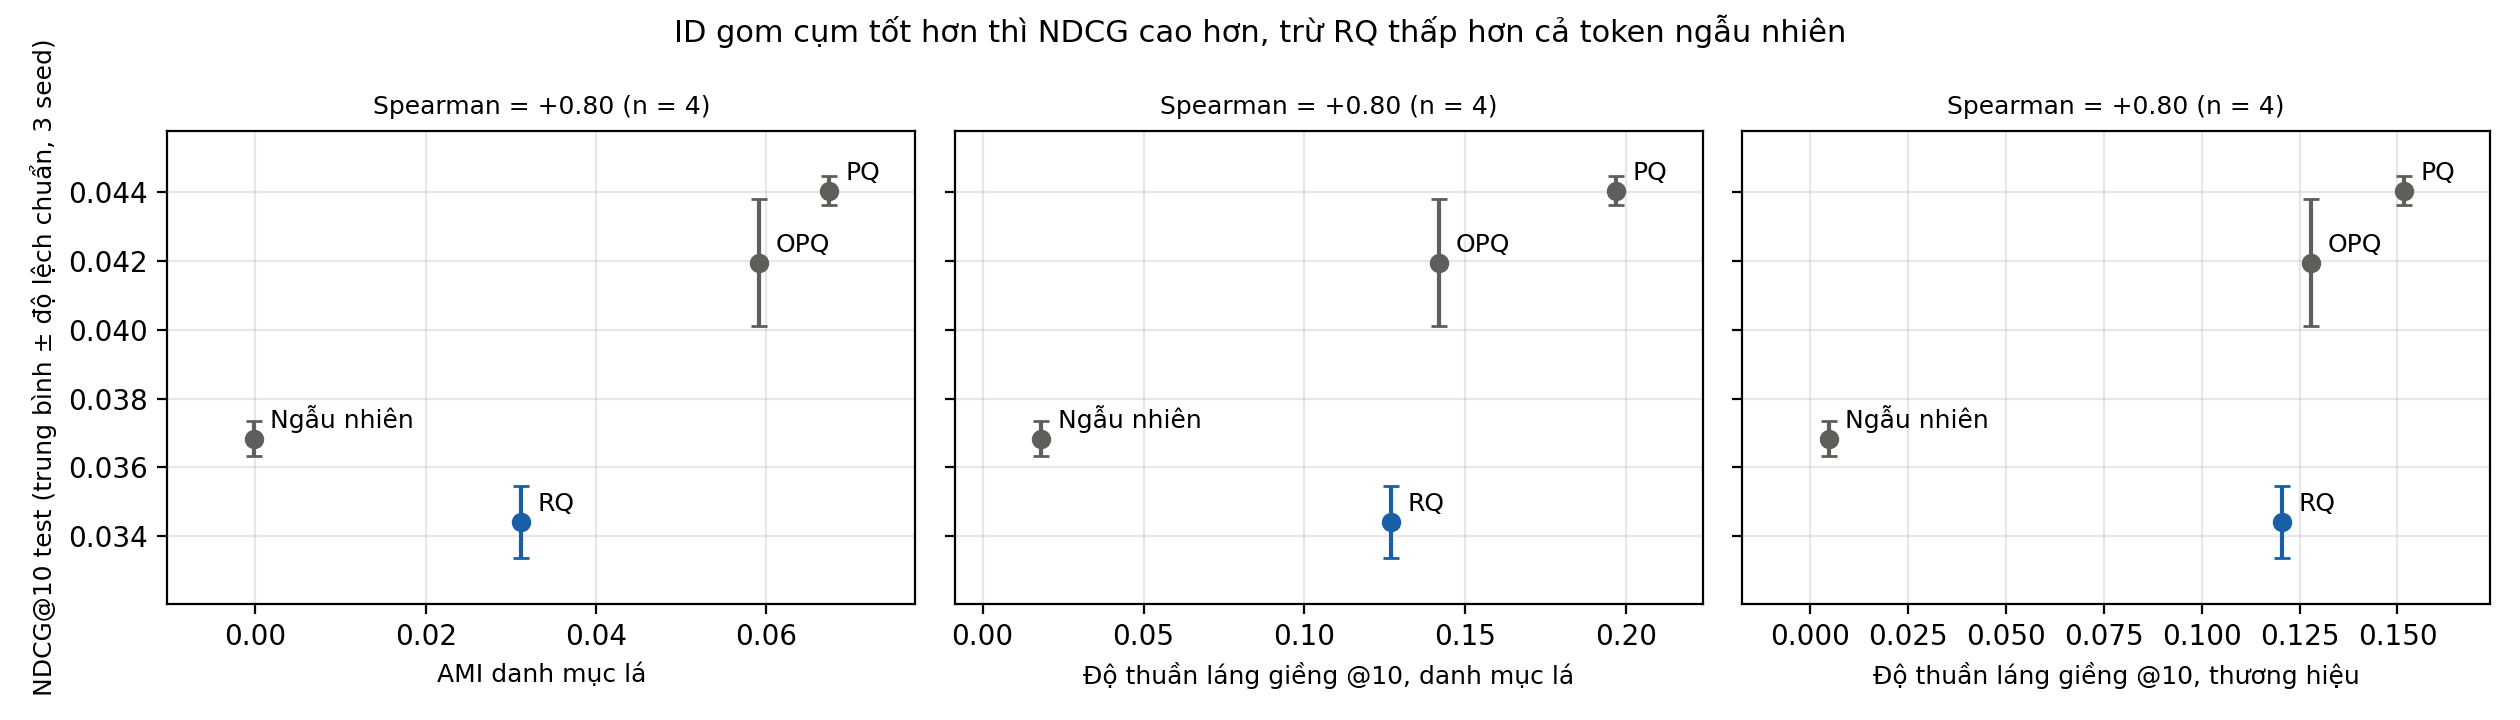 ID gom cụm tốt hơn thì NDCG cao hơn, trừ RQ thấp hơn cả token ngẫu nhiên
NDCG@10 test (trung bình ± độ lệch chuẩn, 3 seed)
Spearman = +0.80 (n = 4)
0.044
0.042
0.040
0.038
0.036
0.034
PQ
OPQ
Ngẫu nhiên
RQ
0.00 0.02 0.04 0.06
AMI danh mục lá
Spearman = +0.80 (n = 4)
PQ
OPQ
Ngẫu nhiên
RQ
0.00 0.05 0.10 0.15 0.20
Độ thuần láng giềng @10, danh mục lá
Spearman = +0.80 (n = 4)
PQ
OPQ
Ngẫu nhiên
RQ
0.000 0.025 0.050 0.075 0.100 0.125 0.150
Độ thuần láng giềng @10, thương hiệu